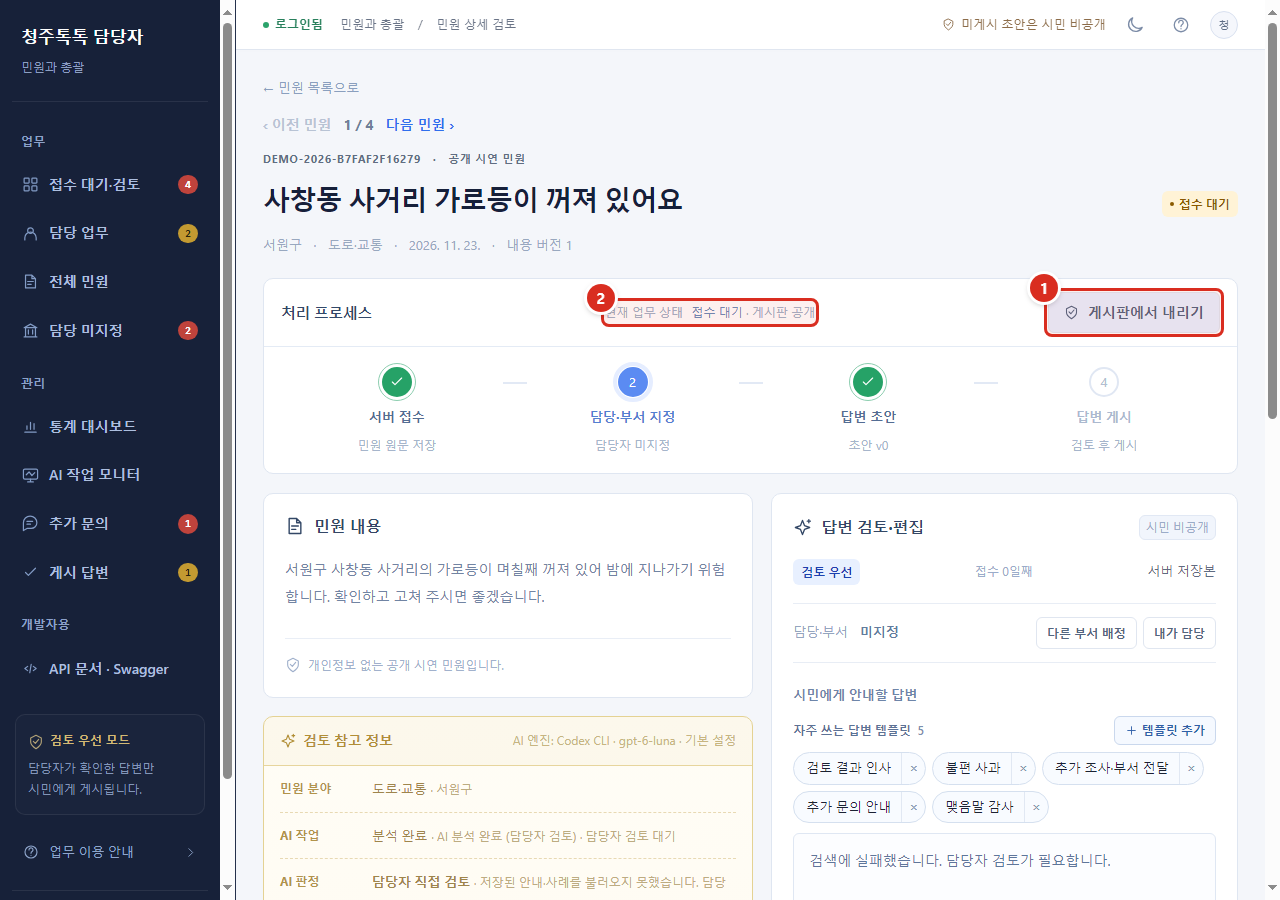 청주톡톡 담당자
민원과 총괄
업무
접수 대기·검토 4
담당 업무 2
전체 민원
담당 미지정 2
관리
통계 대시보드
AI 작업 모니터
추가 문의 1
게시 답변 1
개발자용
API 문서 · Swagger
검토 우선 모드
담당자가 확인한 답변만
시민에게 게시됩니다.
업무 이용 안내
로그인됨 민원과 총괄 / 민원 상세 검토
미게시 초안은 시민 비공개
청
← 민원 목록으로
‹ 이전 민원 1 / 4 다음 민원 ›
DEMO-2026-B7FAF2F16279 · 공개 시연 민원
사창동 사거리 가로등이 꺼져 있어요
• 접수 대기
서원구 · 도로·교통 · 2026. 11. 23. · 내용 버전 1
처리 프로세스
2
현재 업무 상태 접수 대기 · 게시판 공개
1
게시판에서 내리기
2
4
서버 접수
담당·부서 지정
답변 초안
답변 게시
민원 원문 저장
담당자 미지정
초안 v0
검토 후 게시
민원 내용
서원구 사창동 사거리의 가로등이 며칠째 꺼져 있어 밤에 지나가기 위험
합니다. 확인하고 고쳐 주시면 좋겠습니다.
개인정보 없는 공개 시연 민원입니다.
검토 참고 정보
AI 엔진: Codex CLI · gpt-6-luna · 기본 설정
민원 분야 도로·교통 · 서원구
AI 작업 분석 완료 · AI 분석 완료 (담당자 검토) · 담당자 검토 대기
AI 판정 담당자 직접 검토 · 저장된 안내·사례를 불러오지 못했습니다. 담당
답변 검토·편집
시민 비공개
검토 우선
접수 0일째
서버 저장본
담당·부서 미지정
다른 부서 배정
내가 담당
시민에게 안내할 답변
자주 쓰는 답변 템플릿 5
+ 템플릿 추가
검토 결과 인사 ×
불편 사과 ×
추가 조사·부서 전달 ×
추가 문의 안내 ×
맺음말 감사 ×
검색에 실패했습니다. 담당자 검토가 필요합니다.